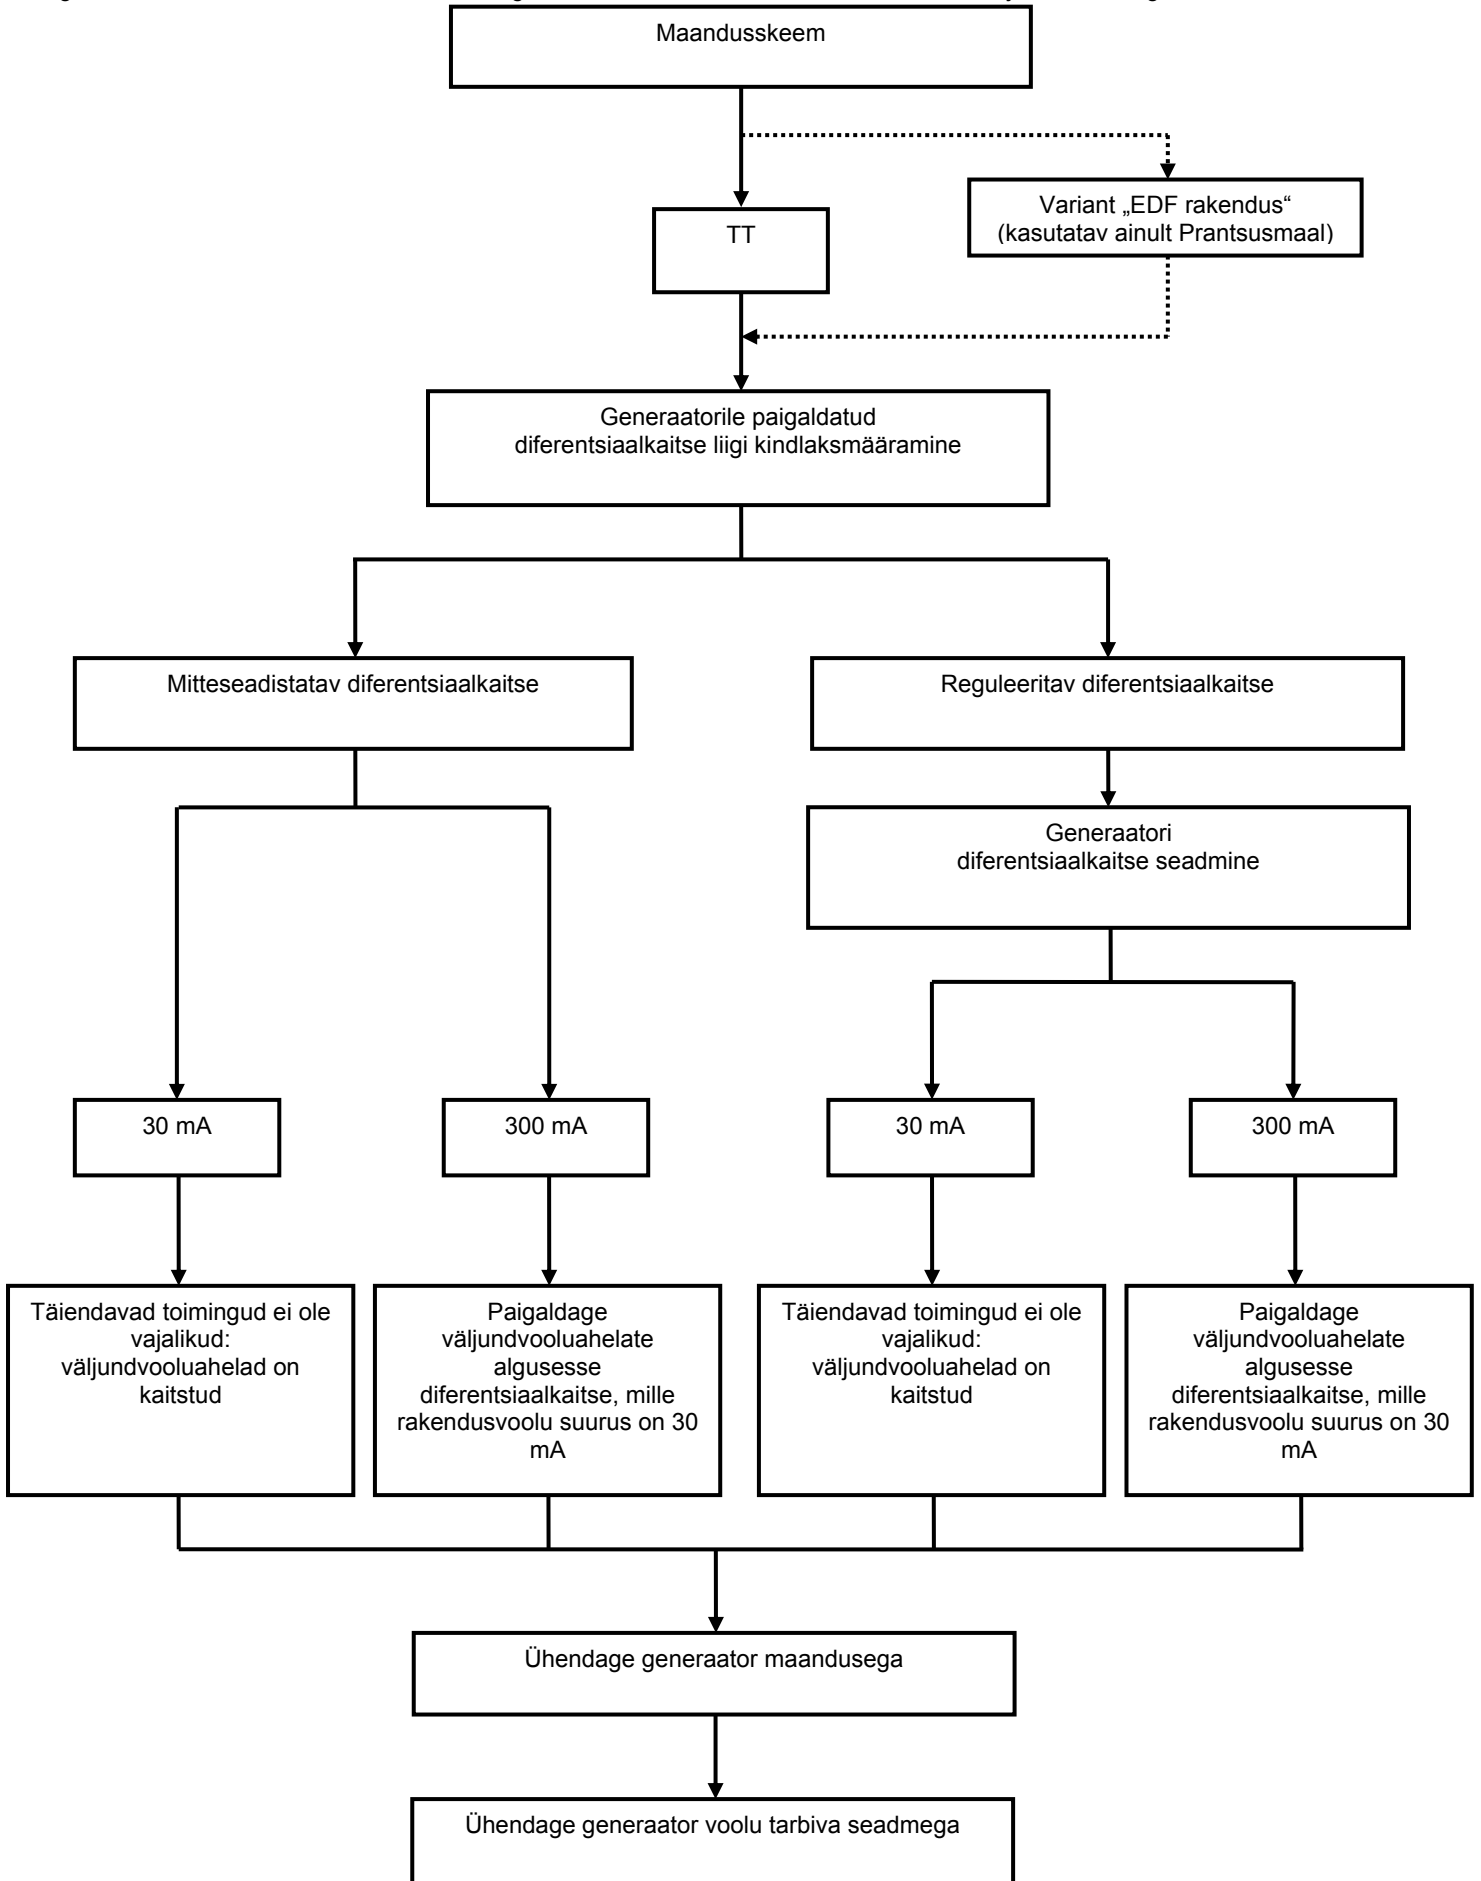 Maandusskeem
Variant „EDF rakendus“
(kasutatav ainult Prantsusmaal)
TT
Generaatorile paigaldatud
diferentsiaalkaitse liigi kindlaksmääramine
Mitteseadistatav diferentsiaalkaitse
Reguleeritav diferentsiaalkaitse
Generaatori
diferentsiaalkaitse seadmine
30 mA
300 mA
30 mA
300 mA
Täiendavad toimingud ei ole
vajalikud:
väljundvooluahelad on
kaitstud
Paigaldage
väljundvooluahelate
algusesse
diferentsiaalkaitse, mille
rakendusvoolu suurus on 30
mA
Täiendavad toimingud ei ole
vajalikud:
väljundvooluahelad on
kaitstud
Paigaldage
väljundvooluahelate
algusesse
diferentsiaalkaitse, mille
rakendusvoolu suurus on 30
mA
Ühendage generaator maandusega
Ühendage generaator voolu tarbiva seadmega